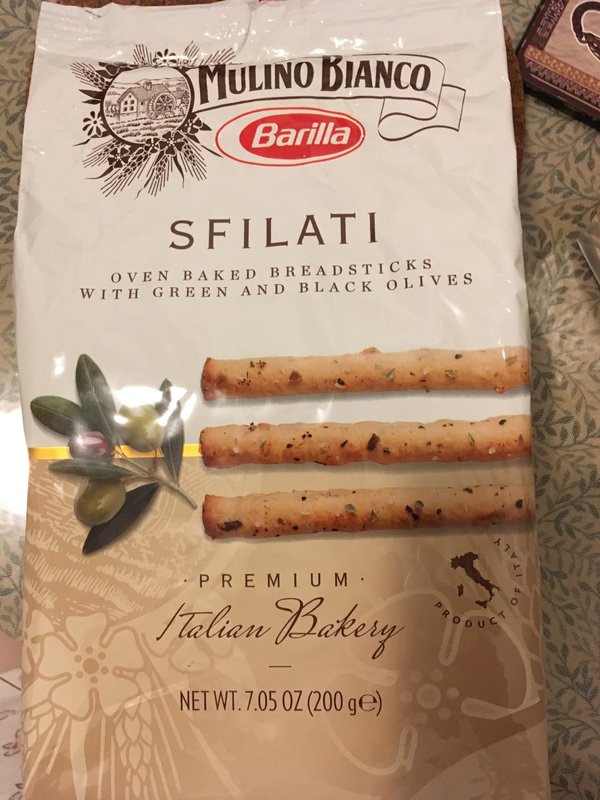 MULINO BIANCO
Barilla
SFILATI
OVEN BAKED BREADSTICKS
WITH GREEN AND BLACK OLIVES
·PREMIUM·
Italian Bakery
PRODUCT OF ITALY
NET WT. 7.05 OZ (200 g℮)